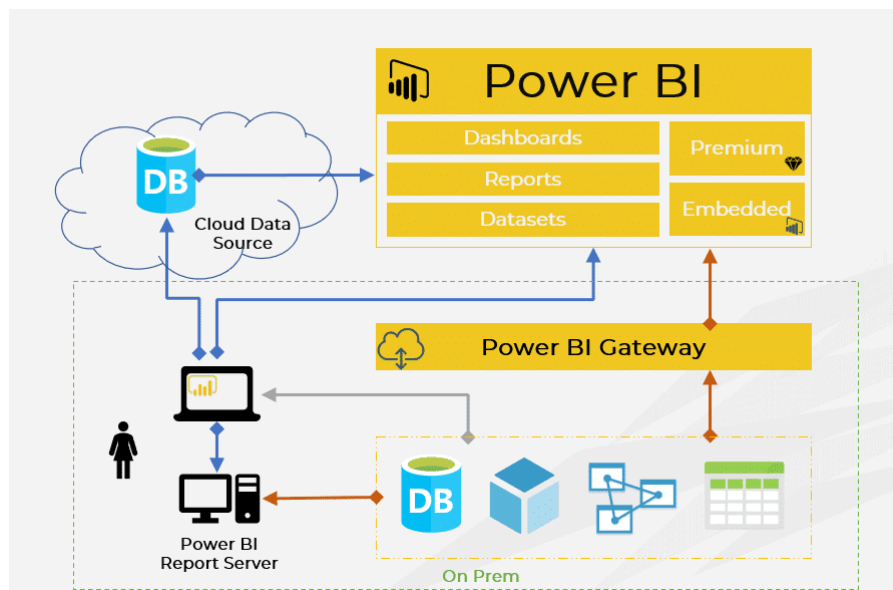 Power BI
Dashboards
Premium
Reports
Datasets
Embedded
DB
Cloud Data
Source
Power BI Gateway
DB
Power BI
Report Server
On Prem